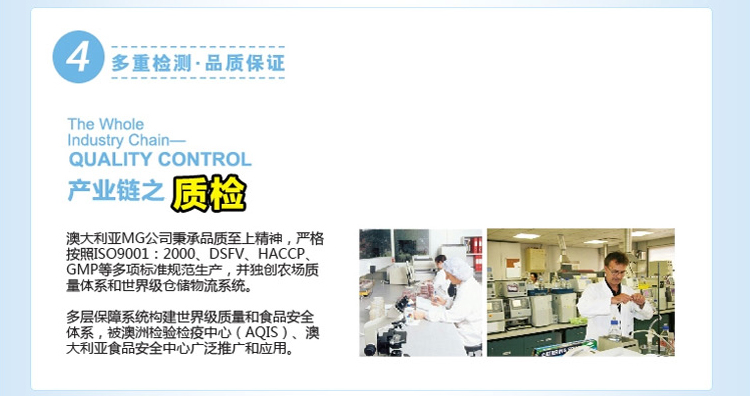 4
多重检测·品质保证
The Whole
Industry Chain—
QUALITY CONTROL
产业链之 质检
澳大利亚MG公司秉承品质至上精神，严格
按照ISO9001：2000、DSFV、HACCP、
GMP等多项标准规范生产，并独创农场质
量体系和世界级仓储物流系统。
多层保障系统构建世界级质量和食品安全
体系，被澳洲检验检疫中心（AQIS）、澳
大利亚食品安全中心广泛推广和应用。